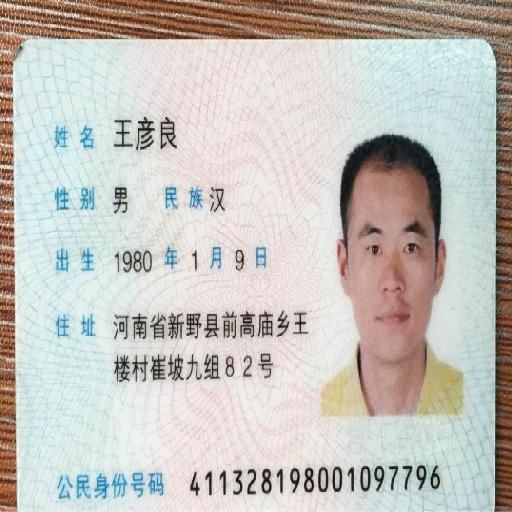 姓名 王彦良
性别 男 民族 汉
出生 1980 年 1 月 9 日
住址 河南省新野县前高庙乡王
楼村崔坡九组82号
公民身份号码 411328198001097796